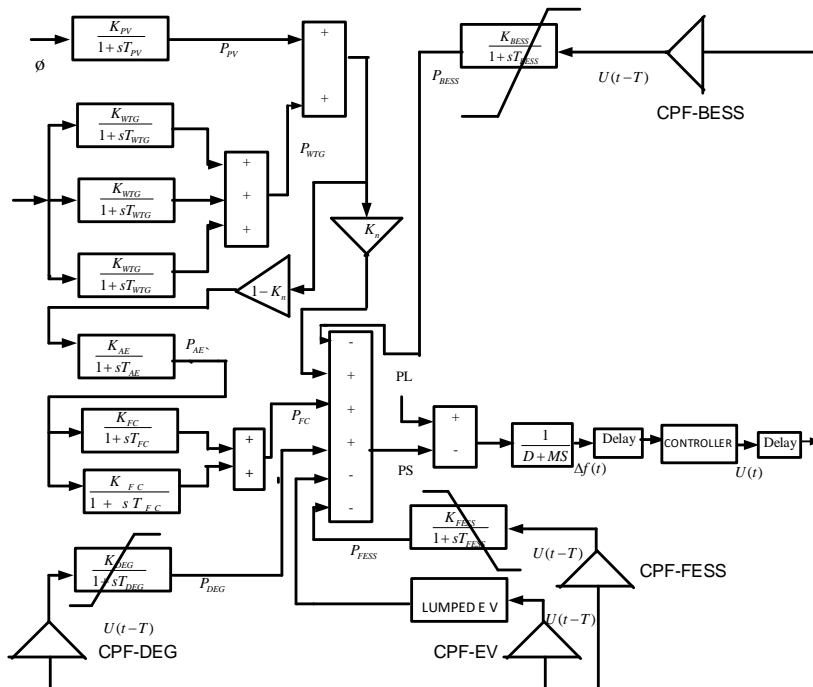 K_PV
1+sT_PV
P_PV
ø
+
+
K_BESS
1+sT_BESS
P_BESS
U(t−T)
CPF-BESS
K_WTG
1+sT_WTG
K_WTG
1+sT_WTG
K_WTG
1+sT_WTG
+
+
+
P_WTG
K_n
1−K_n
K_AE
1+sT_AE
P_AE`
K_FC
1+sT_FC
K_FC
1 + sT_FC
+
+
P_FC
-
+
+
+
-
-
PL
PS
+
-
1
D+MS
Δf(t)
Delay
CONTROLLER
U(t)
Delay
K_FESS
1+sT_FESS
P_FESS
U(t−T)
CPF-FESS
K_DEG
1+sT_DEG
P_DEG
U(t−T)
CPF-DEG
LUMPED E V
U(t−T)
CPF-EV